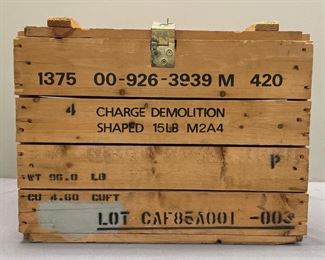 1375 00-926-3939 M 420
4 CHARGE DEMOLITION
SHAPED 15LB M2A4
P
WT 96.0 LB
CU 4.60 CUFT
LOT CAF85A001 -003